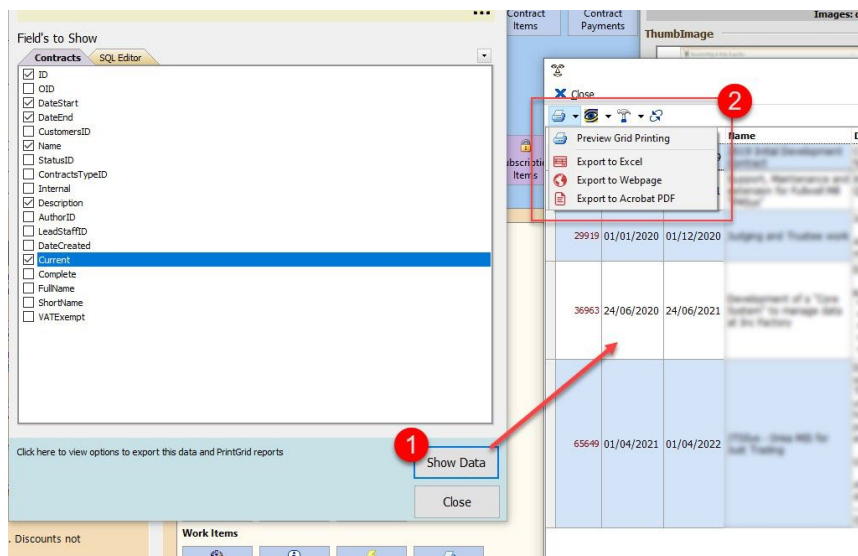 Contract
Items
Contract
Payments
Images: c
ThumbImage
Field's to Show
Contracts
SQL Editor
ID
OID
DateStart
DateEnd
CustomersID
Name
StatusID
ContractsTypeID
Internal
Description
AuthorID
LeadStaffID
DateCreated
Current
Complete
FullName
ShortName
VATExempt
Click here to view options to export this data and PrintGrid reports
1
Show Data
Close
. Discounts not
Work Items
ubscriptio
Items
Close
2
Preview Grid Printing
Export to Excel
Export to Webpage
Export to Acrobat PDF
Name
29919 01/01/2020 01/12/2020
36963 24/06/2020 24/06/2021
65649 01/04/2021 01/04/2022